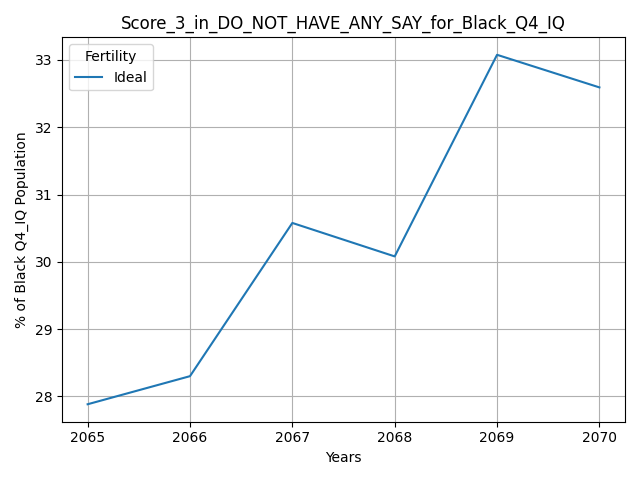 Score_3_in_DO_NOT_HAVE_ANY_SAY_for_Black_Q4_IQ
Fertility
Ideal
33
32
31
30
29
28
% of Black Q4_IQ Population
2065 2066 2067 2068 2069 2070
Years